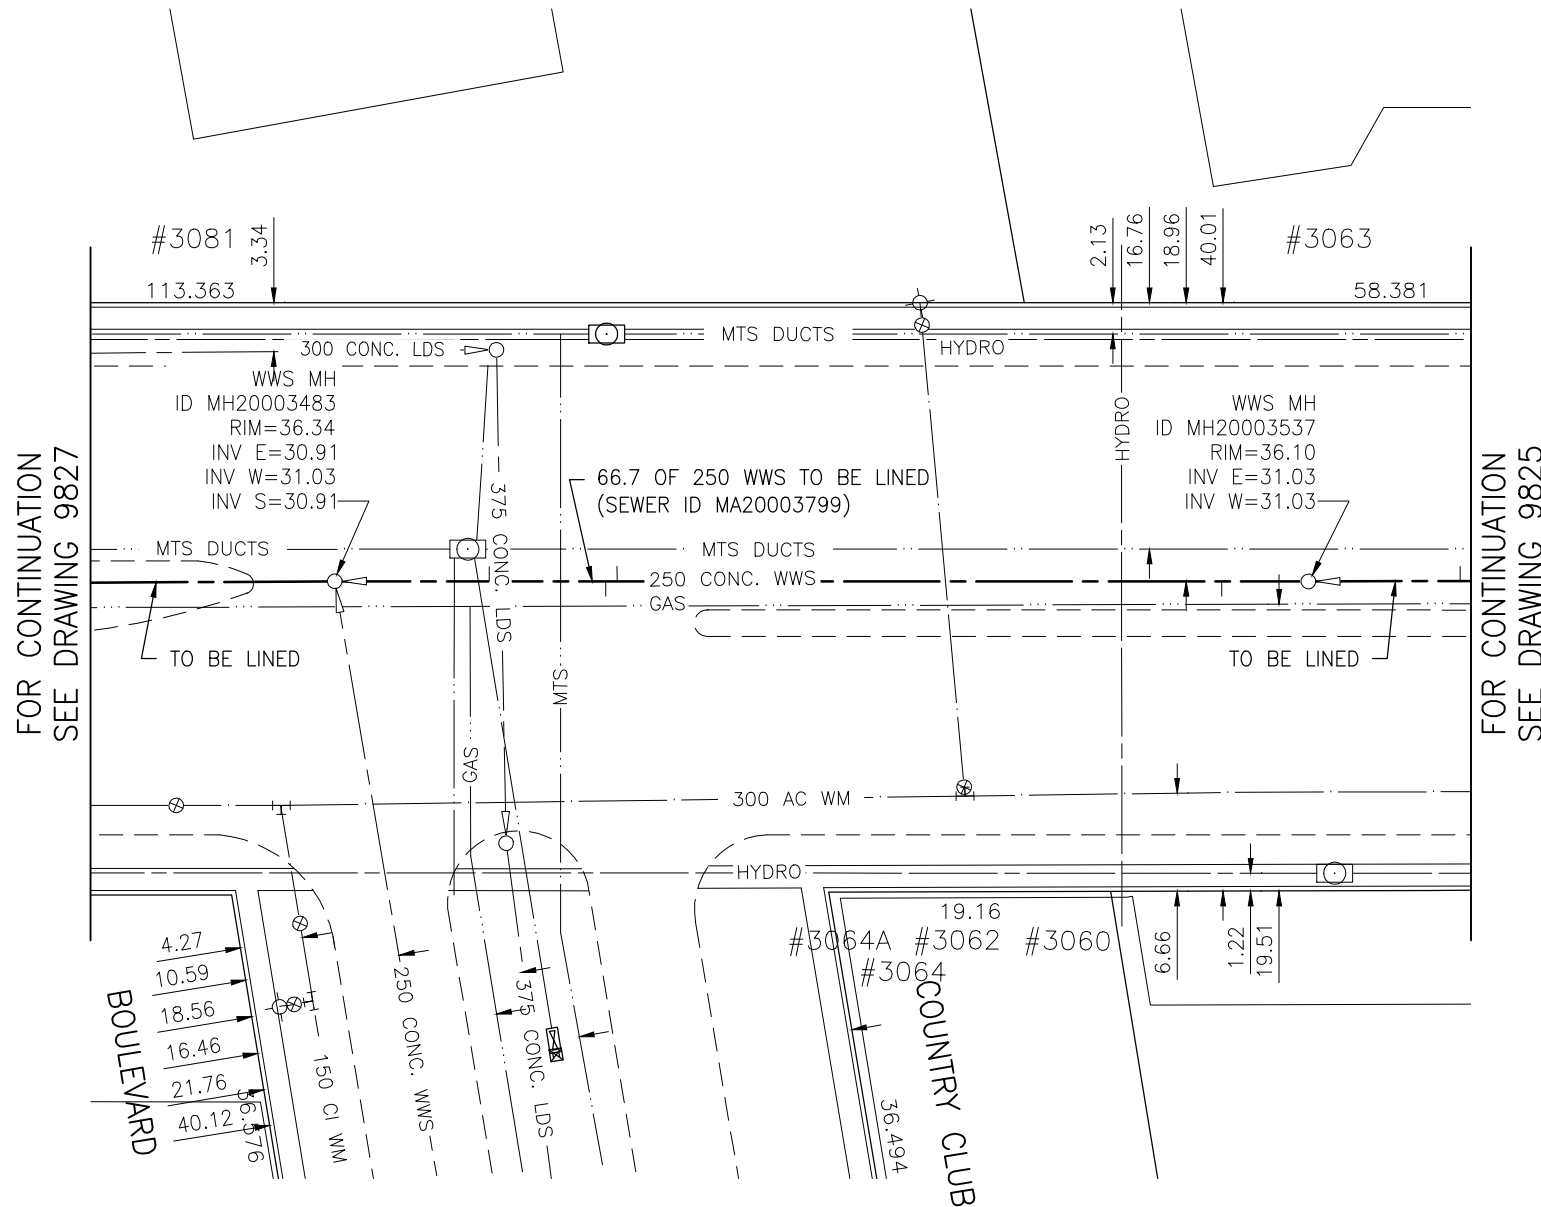 #3081
3.34
113.363
2.13
16.76
18.96
40.01
#3063
58.381
MTS DUCTS
HYDRO
300 CONC. LDS
WWS MH
ID MH20003483
RIM=36.34
INV E=30.91
INV W=31.03
INV S=30.91
66.7 OF 250 WWS TO BE LINED
(SEWER ID MA20003799)
HYDRO
WWS MH
ID MH20003537
RIM=36.10
INV E=31.03
INV W=31.03
FOR CONTINUATION
SEE DRAWING 9827
FOR CONTINUATION
SEE DRAWING 9825
375 CONC. LDS
MTS DUCTS
MTS DUCTS
250 CONC. WWS
GAS
TO BE LINED
TO BE LINED
MTS
GAS
300 AC WM
HYDRO
19.16
#3064A
#3062
#3060
#3064
6.66
1.22
19.51
4.27
10.59
18.56
16.46
21.76
40.12
36.576
BOULEVARD
150 CI WM
250 CONC. WWS
375 CONC. LDS
36.494
COUNTRY CLUB